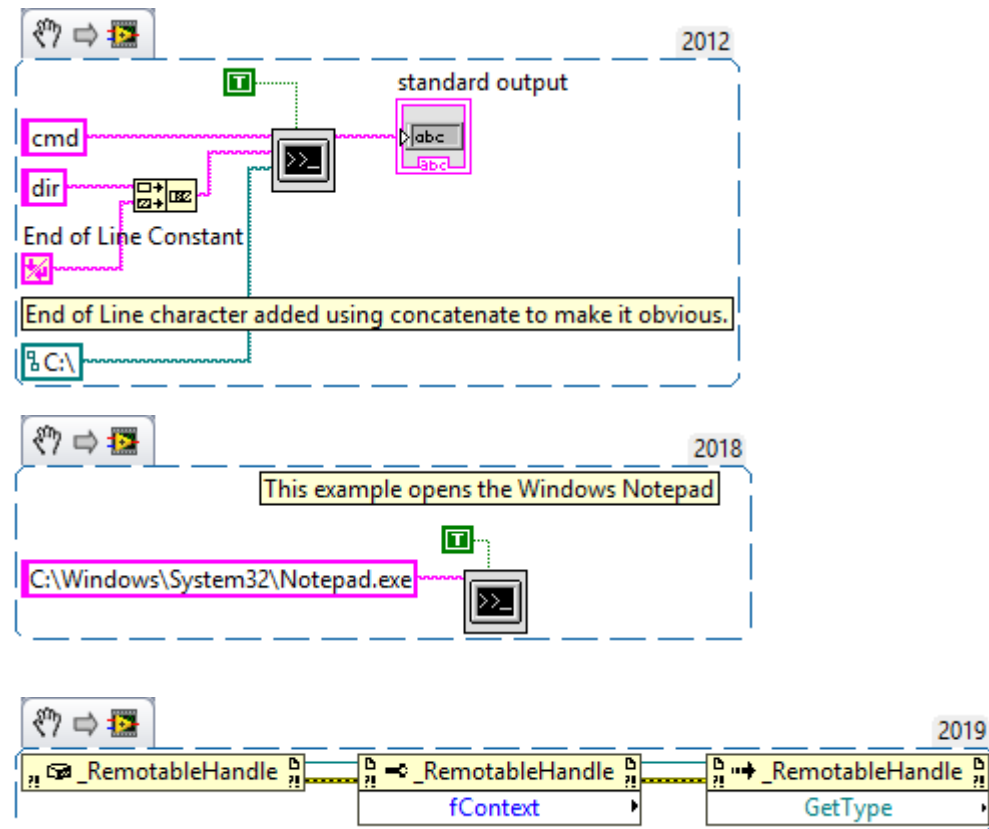 2012
T
standard output
cmd
abc
abc
dir
End of Line Constant
End of Line character added using concatenate to make it obvious.
C:\
2018
This example opens the Windows Notepad
T
C:\Windows\System32\Notepad.exe
2019
_RemotableHandle _RemotableHandle _RemotableHandle
fContext GetType